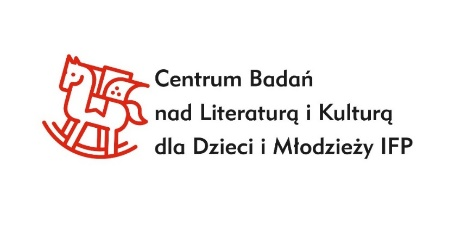 Centrum Badań
nad Literaturą i Kulturą
dla Dzieci i Młodzieży IFP